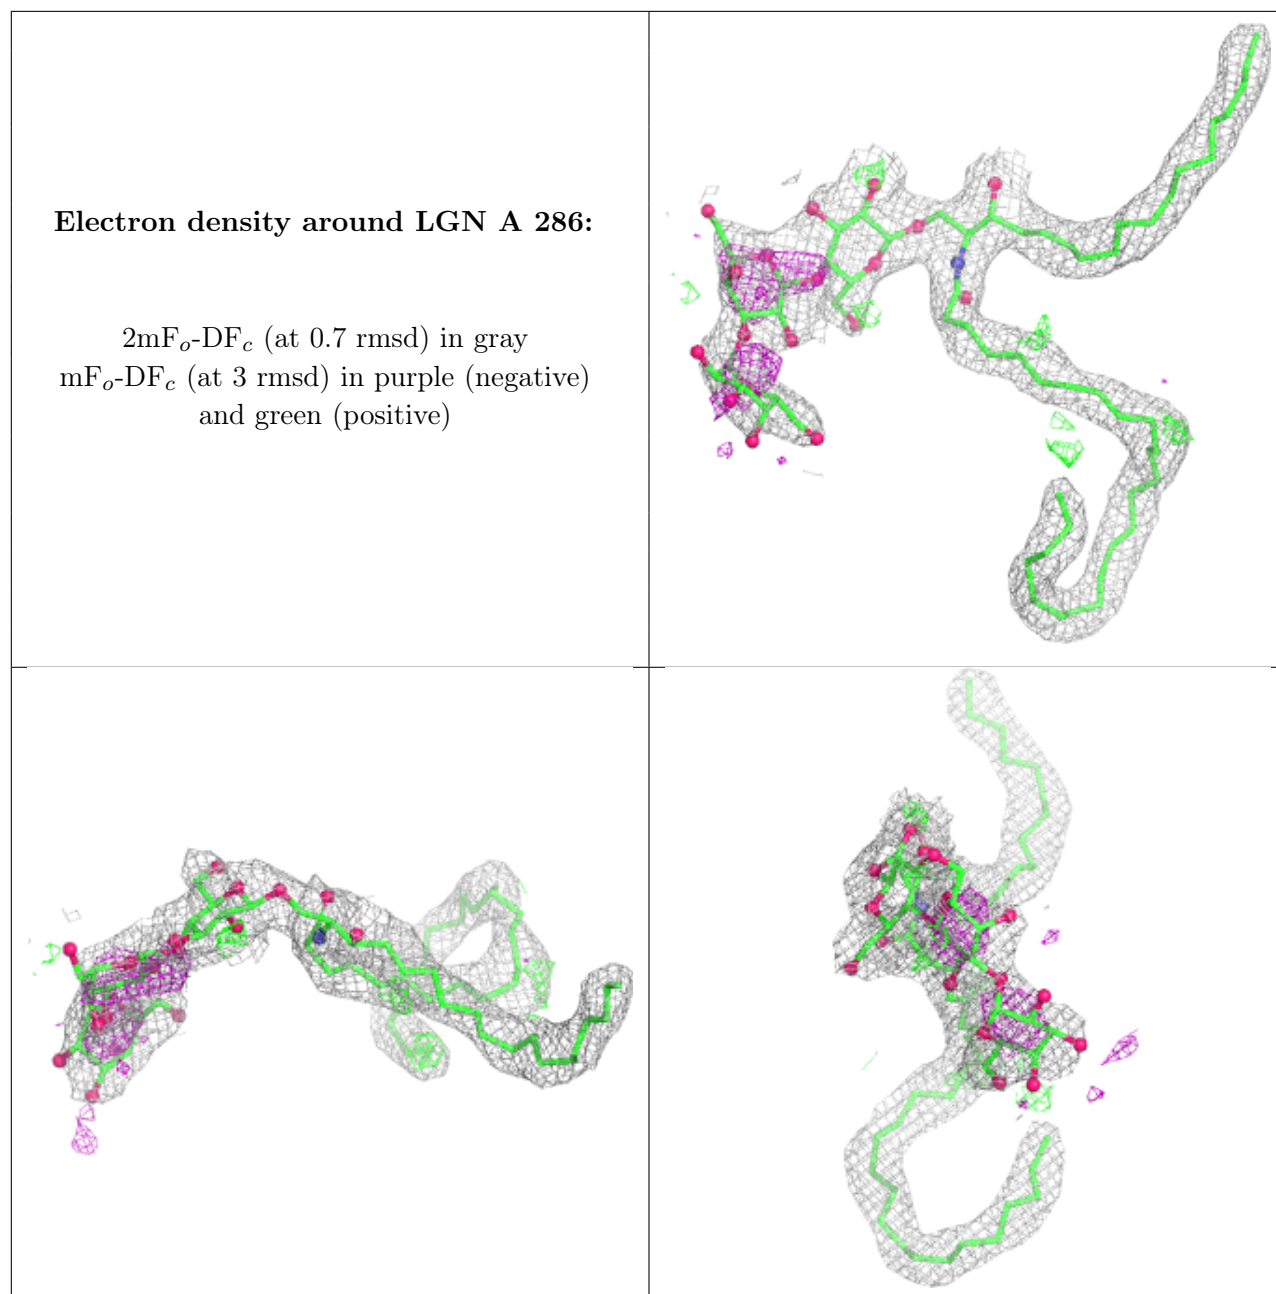 Electron density around LGN A 286:
2mFₒ-DF𝑐 (at 0.7 rmsd) in gray
mFₒ-DF𝑐 (at 3 rmsd) in purple (negative)
and green (positive)